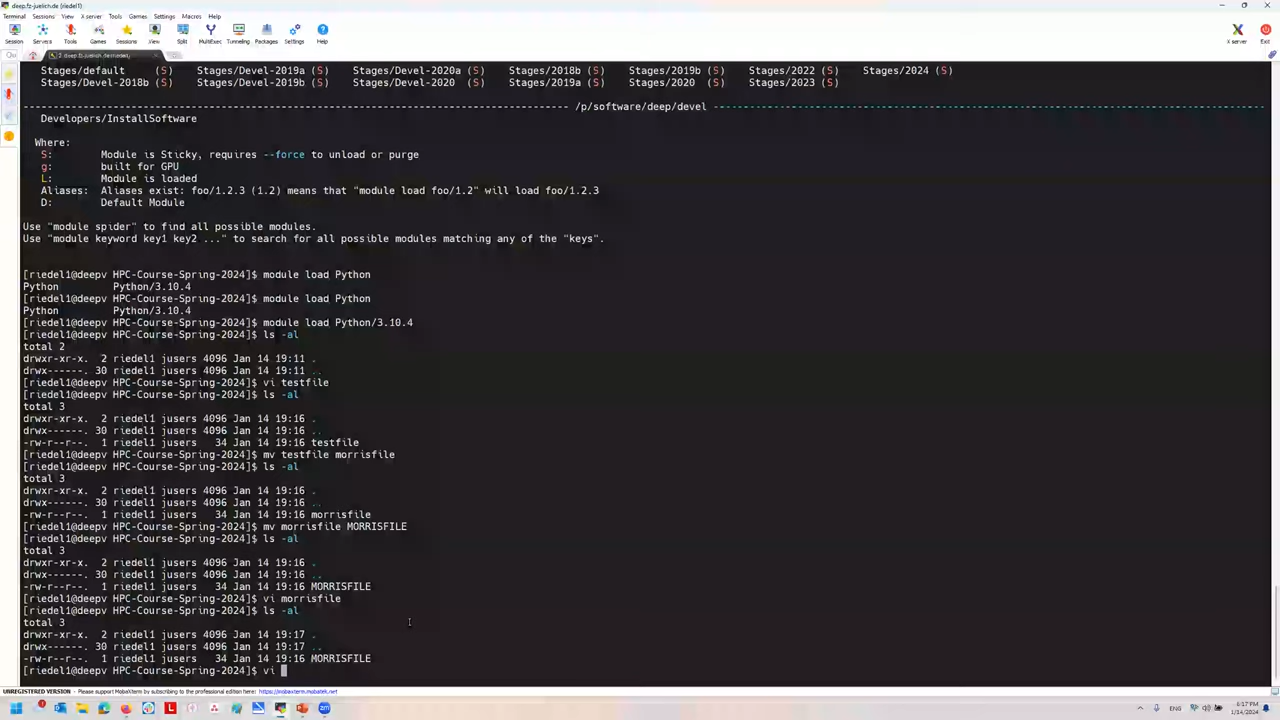 deep.fz-juelich.de (riedel1)
Terminal Sessions View X server Tools Games Settings Macros Help
Session Servers Tools Games Sessions View Split MultiExec Tunneling Packages Settings Help X server Exit
2. deep.fz-juelich.de (riedel1)
Stages/default (S) Stages/Devel-2019a (S) Stages/Devel-2020a (S) Stages/2018b (S) Stages/2019b (S) Stages/2022 (S) Stages/2024 (S)
Stages/Devel-2018b (S) Stages/Devel-2019b (S) Stages/Devel-2020 (S) Stages/2019a (S) Stages/2020 (S) Stages/2023 (S)
/p/software/deep/devel
Developers/InstallSoftware
Where:
S: Module is Sticky, requires --force to unload or purge
g: built for GPU
L: Module is loaded
Aliases: Aliases exist: foo/1.2.3 (1.2) means that "module load foo/1.2" will load foo/1.2.3
D: Default Module
Use "module spider" to find all possible modules.
Use "module keyword key1 key2 ..." to search for all possible modules matching any of the "keys".
[riedel1@deepv HPC-Course-Spring-2024]$ module load Python
Python Python/3.10.4
[riedel1@deepv HPC-Course-Spring-2024]$ module load Python
Python Python/3.10.4
[riedel1@deepv HPC-Course-Spring-2024]$ module load Python/3.10.4
[riedel1@deepv HPC-Course-Spring-2024]$ ls -al
total 2
drwxr-xr-x. 2 riedel1 jusers 4096 Jan 14 19:11 .
drwx------. 30 riedel1 jusers 4096 Jan 14 19:11 ..
[riedel1@deepv HPC-Course-Spring-2024]$ vi testfile
[riedel1@deepv HPC-Course-Spring-2024]$ ls -al
total 3
drwxr-xr-x. 2 riedel1 jusers 4096 Jan 14 19:16 .
drwx------. 30 riedel1 jusers 4096 Jan 14 19:16 ..
-rw-r--r--. 1 riedel1 jusers 34 Jan 14 19:16 testfile
[riedel1@deepv HPC-Course-Spring-2024]$ mv testfile morrisfile
[riedel1@deepv HPC-Course-Spring-2024]$ ls -al
total 3
drwxr-xr-x. 2 riedel1 jusers 4096 Jan 14 19:16 .
drwx------. 30 riedel1 jusers 4096 Jan 14 19:16 ..
-rw-r--r--. 1 riedel1 jusers 34 Jan 14 19:16 morrisfile
[riedel1@deepv HPC-Course-Spring-2024]$ mv morrisfile MORRISFILE
[riedel1@deepv HPC-Course-Spring-2024]$ ls -al
total 3
drwxr-xr-x. 2 riedel1 jusers 4096 Jan 14 19:16 .
drwx------. 30 riedel1 jusers 4096 Jan 14 19:16 ..
-rw-r--r--. 1 riedel1 jusers 34 Jan 14 19:16 MORRISFILE
[riedel1@deepv HPC-Course-Spring-2024]$ vi morrisfile
[riedel1@deepv HPC-Course-Spring-2024]$ ls -al
total 3
drwxr-xr-x. 2 riedel1 jusers 4096 Jan 14 19:17 .
drwx------. 30 riedel1 jusers 4096 Jan 14 19:17 ..
-rw-r--r--. 1 riedel1 jusers 34 Jan 14 19:16 MORRISFILE
[riedel1@deepv HPC-Course-Spring-2024]$ vi
UNREGISTERED VERSION - Please support MobaXterm by subscribing to the professional edition here: https://mobaxterm.mobatek.net
ENG 6:17 PM
1/14/2024